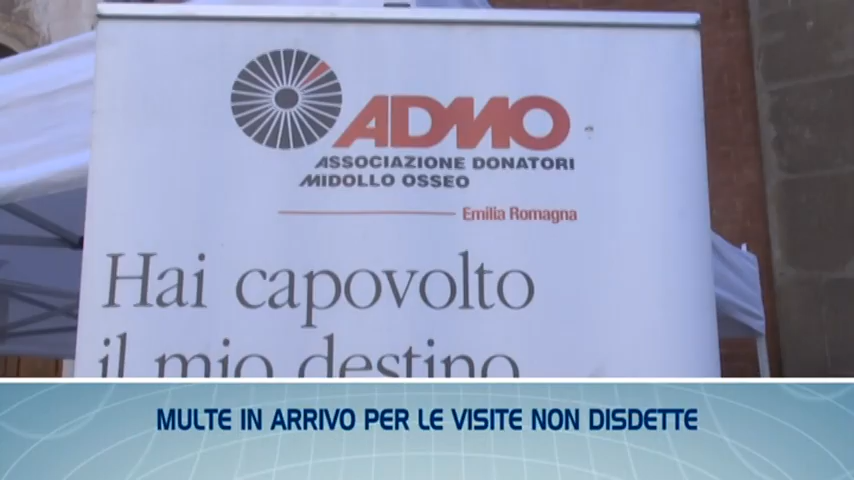 ADMO
ASSOCIAZIONE DONATORI
MIDOLLO OSSEO
Emilia Romagna
Hai capovolto
il mio destino
MULTE IN ARRIVO PER LE VISITE NON DISDETTE